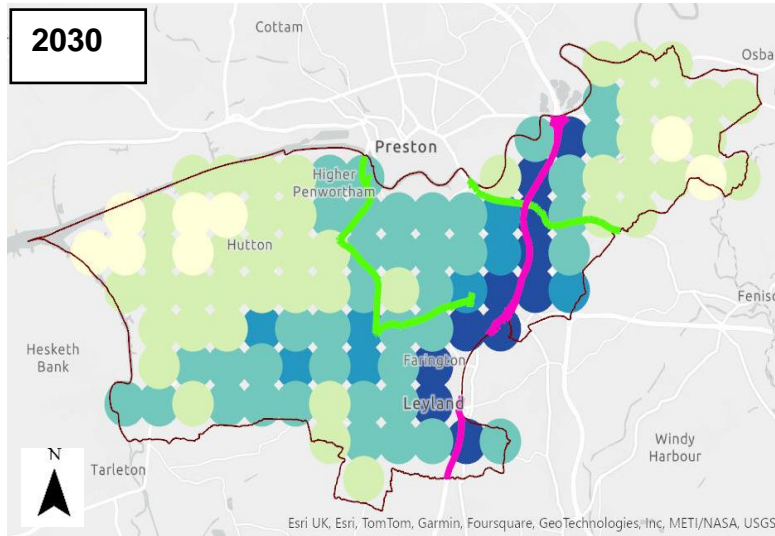 2030
Cottam
Osba
Preston
Higher
Penwortham
Hutton
Fenisc
Hesketh
Bank
Farington
Leyland
Windy
Harbour
N
Tarleton
Esri UK, Esri, TomTom, Garmin, Foursquare, GeoTechnologies, Inc, METI/NASA, USGS